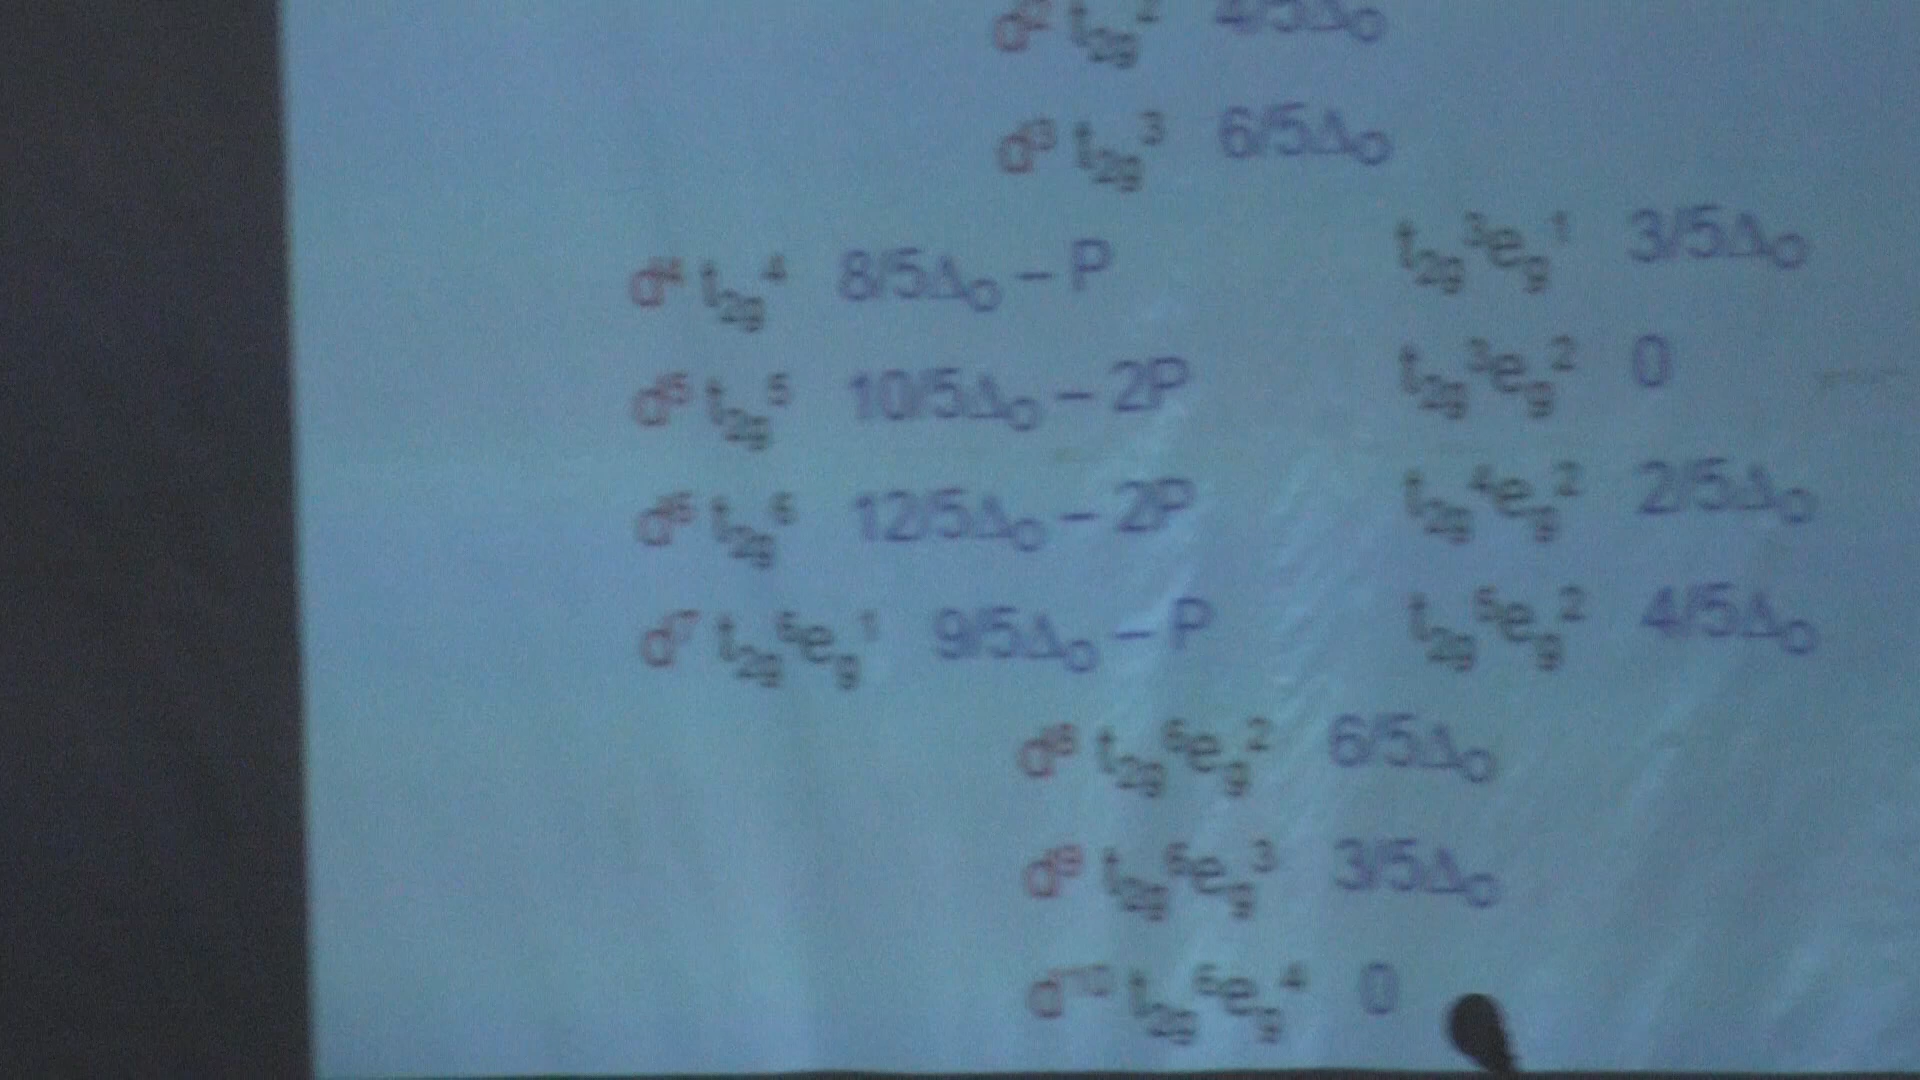 d² t₂g² 4/5Δₒ
d³ t₂g³ 6/5Δₒ
d⁴ t₂g⁴ 8/5Δₒ – P t₂g³eg¹ 3/5Δₒ
d⁵ t₂g⁵ 10/5Δₒ – 2P t₂g³eg² 0
d⁶ t₂g⁶ 12/5Δₒ – 2P t₂g⁴eg² 2/5Δₒ
d⁷ t₂g⁶eg¹ 9/5Δₒ – P t₂g⁵eg² 4/5Δₒ
d⁸ t₂g⁶eg² 6/5Δₒ
d⁹ t₂g⁶eg³ 3/5Δₒ
d¹⁰ t₂g⁶eg⁴ 0